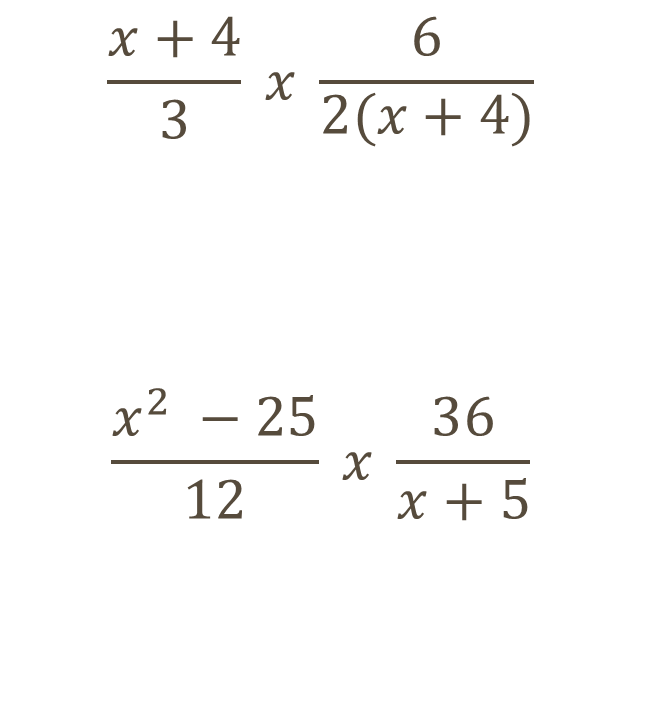 x + 4 6
3 x 2(x + 4)
x² − 25 36
12 x x + 5